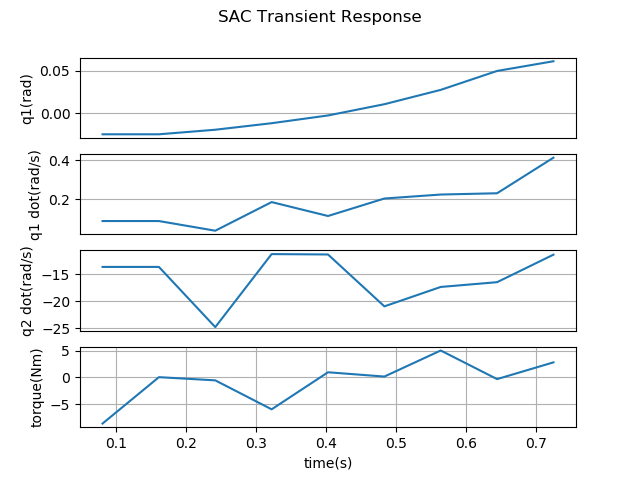 SAC Transient Response
q1(rad)
0.05
0.00
q1 dot(rad/s)
0.4
0.2
q2 dot(rad/s)
−15
−20
−25
torque(Nm)
5
0
−5
0.1 0.2 0.3 0.4 0.5 0.6 0.7
time(s)